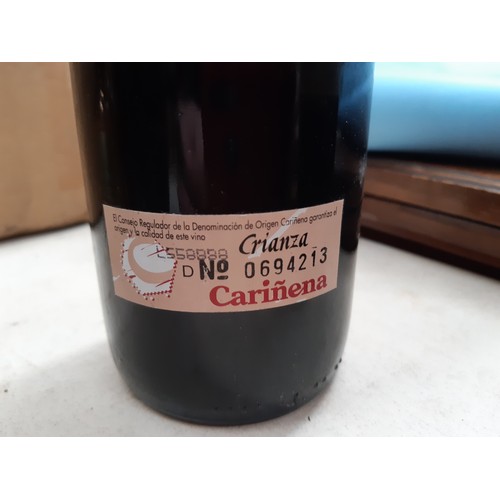 El Consejo Regulador de la Denominación de Origen Cariñena garantiza el
origen y la calidad de este vino
Crianza
D Nº 0694213
Cariñena